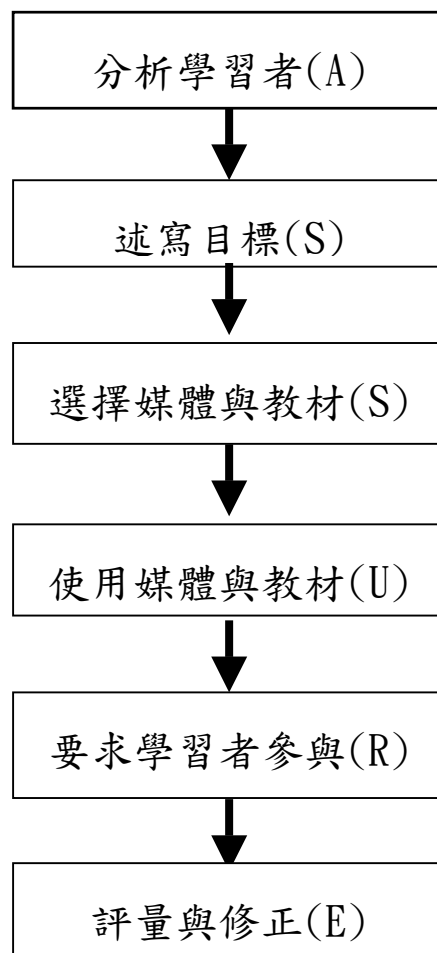 分析學習者(A)
述寫目標(S)
選擇媒體與教材(S)
使用媒體與教材(U)
要求學習者參與(R)
評量與修正(E)